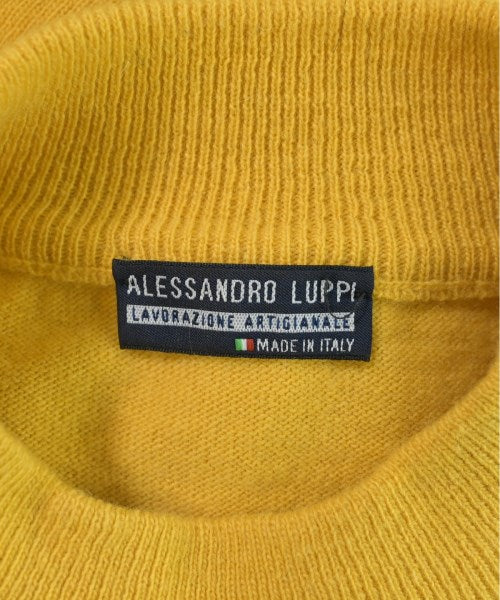 ALESSANDRO LUPPI
LAVORAZIONE ARTIGIANALE
MADE IN ITALY